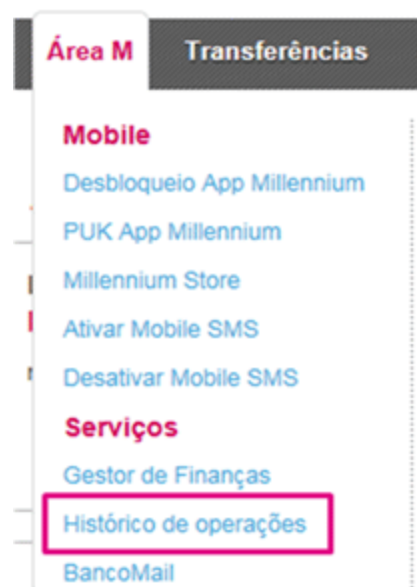 Área M Transferências
Mobile
Desbloqueio App Millennium
PUK App Millennium
Millennium Store
Ativar Mobile SMS
Desativar Mobile SMS
Serviços
Gestor de Finanças
Histórico de operações
BancoMail